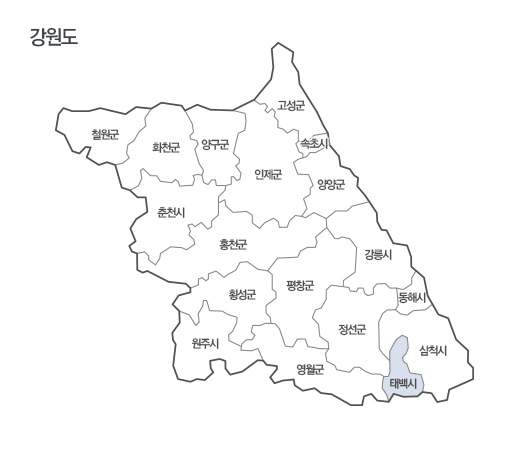 강원도
고성군
철원군
화천군
양구군
속초시
인제군
양양군
춘천시
홍천군
강릉시
평창군
횡성군
동해시
정선군
원주시
삼척시
영월군
태백시